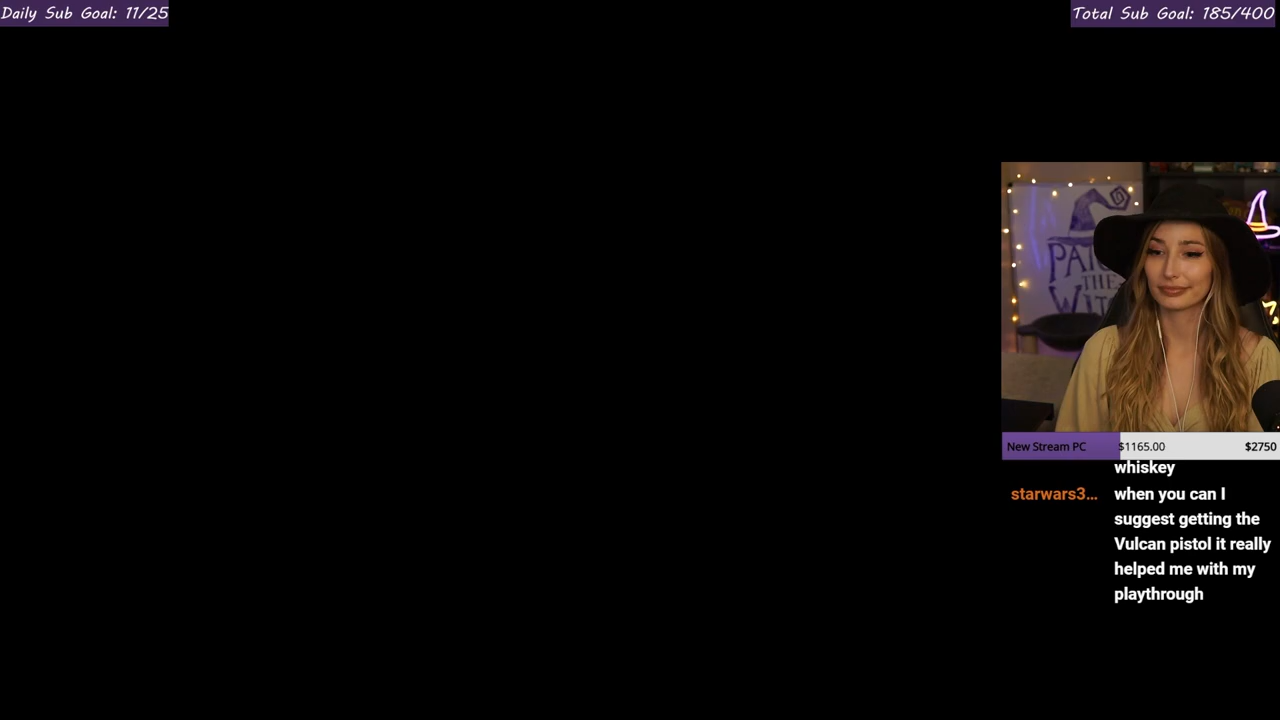 Daily Sub Goal: 11/25
Total Sub Goal: 185/400
THE
New Stream PC $1165.00 $2750
whiskey
starwars3... when you can I
suggest getting the
Vulcan pistol it really
helped me with my
playthrough